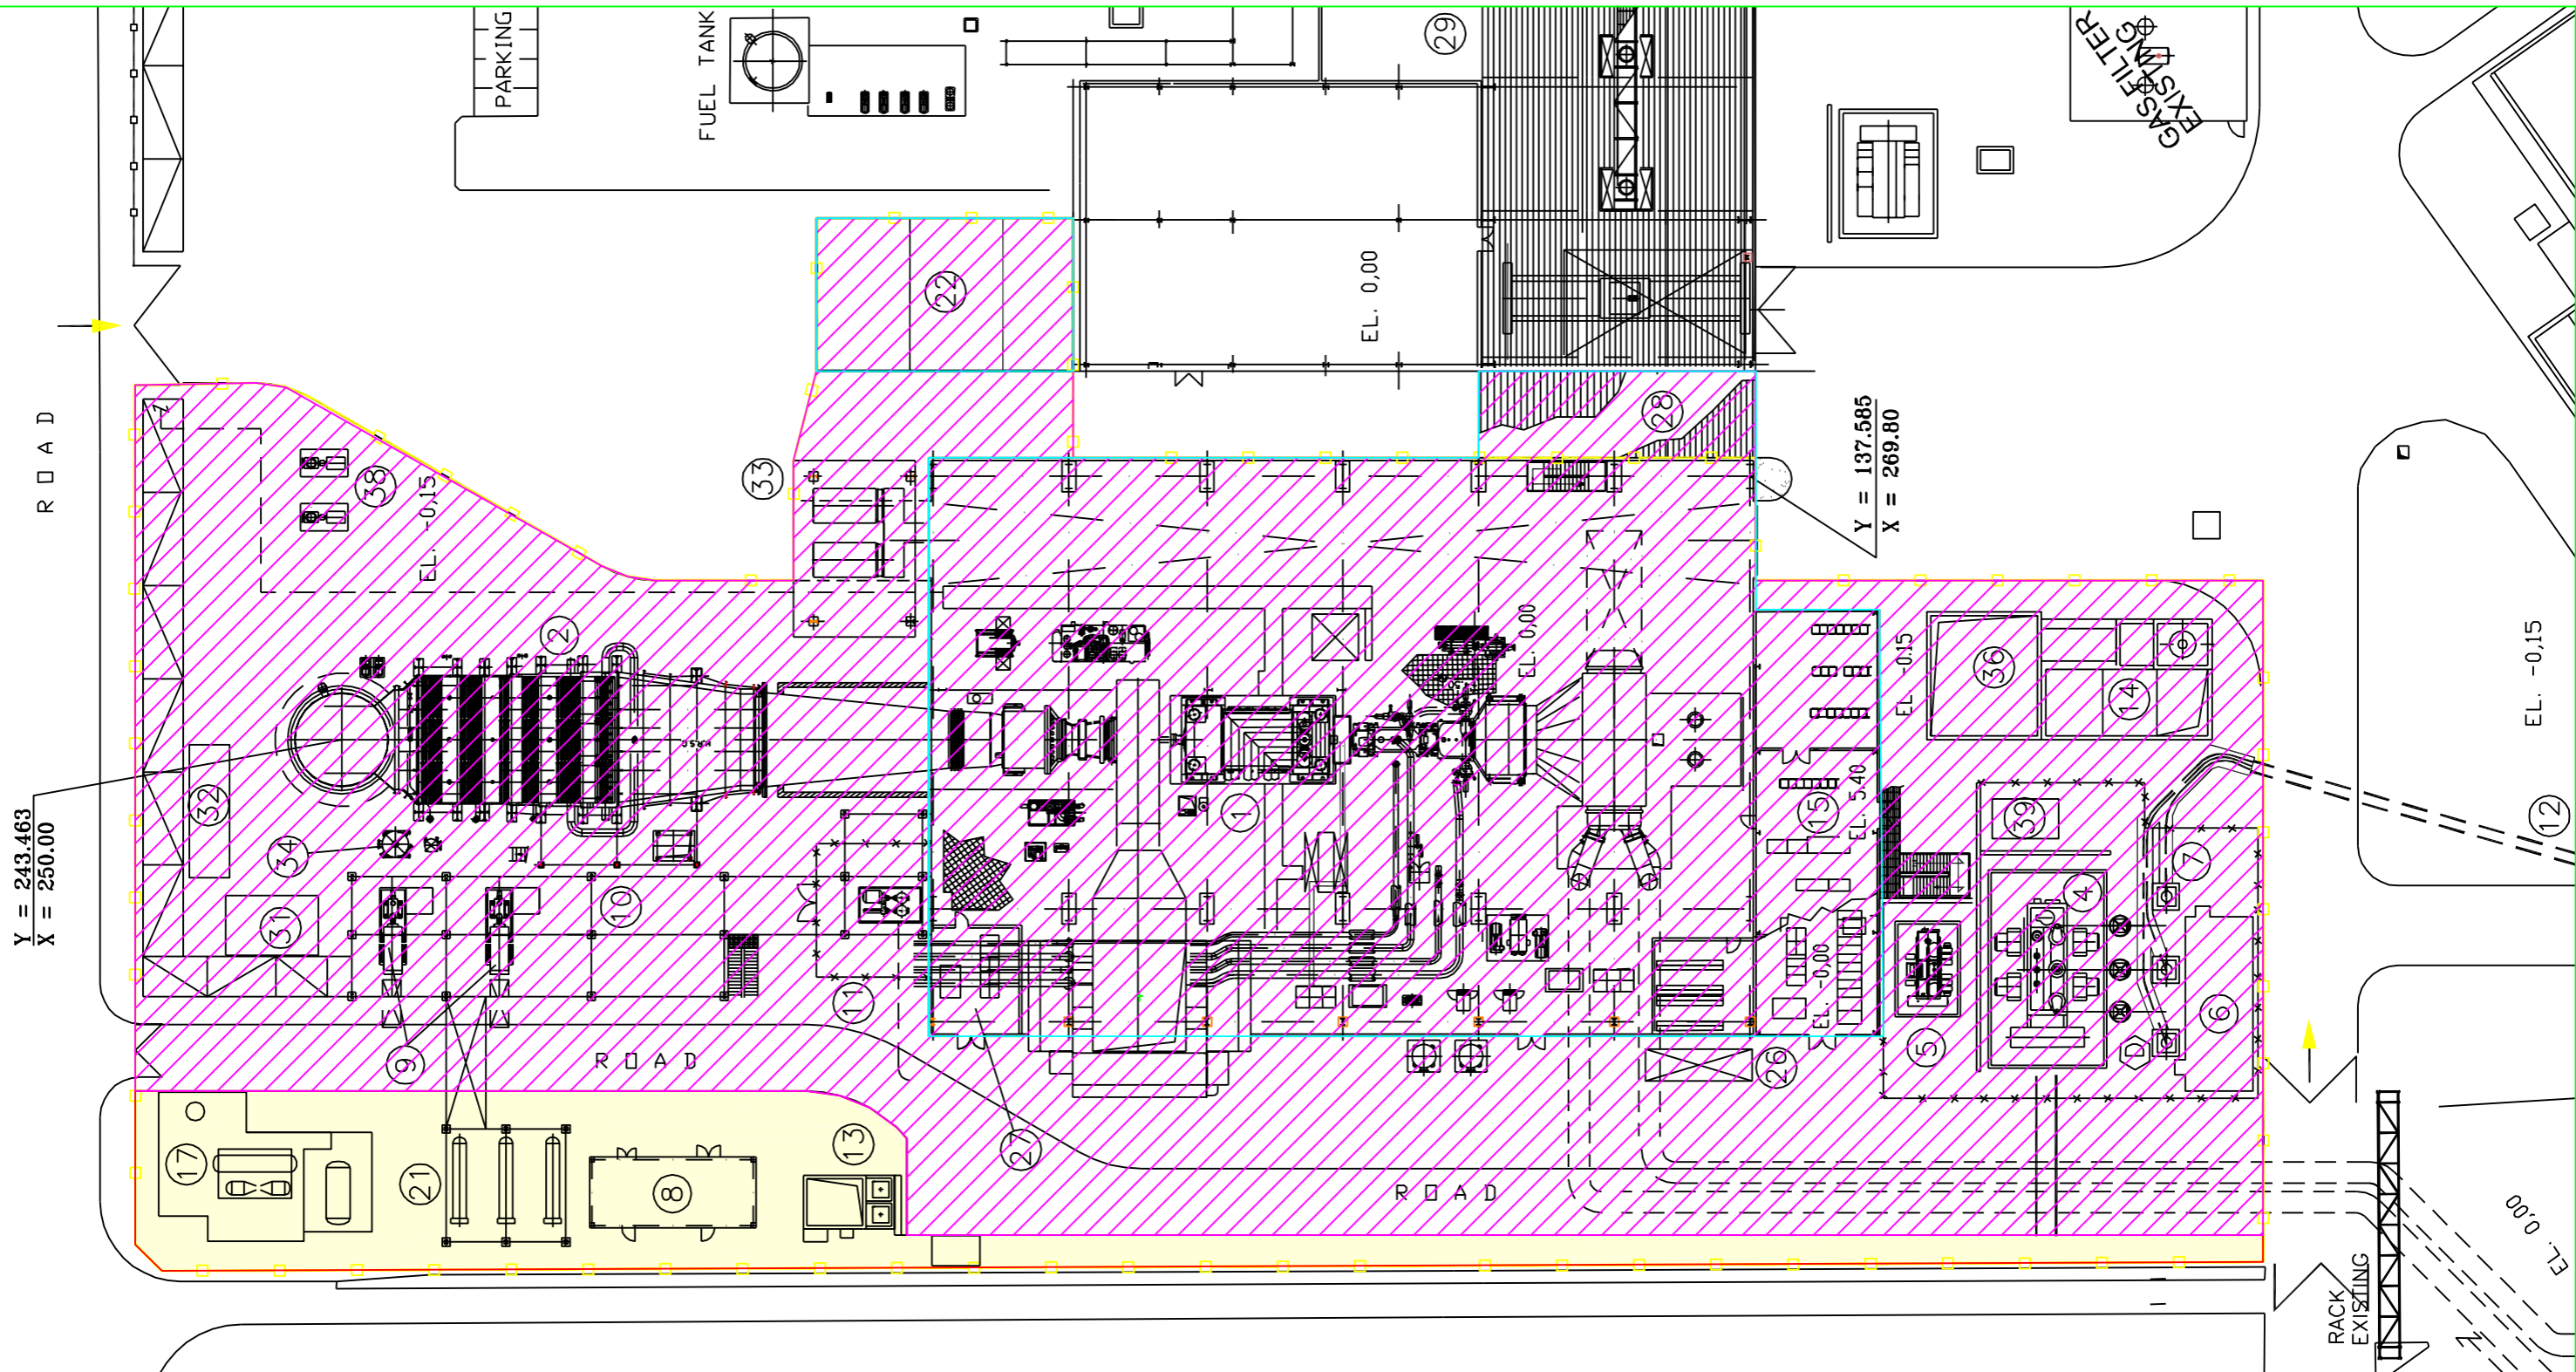 PARKING
FUEL TANK
29
GAS FILTER
EXISTING
R O A D
22
EL. 0,00
28
Y = 137.585
X = 269.80
33
38
EL. -0,15
2
EL. 0,00
EL -0.15
36
14
EL. -0,15
H.R.S.G
32
34
Y = 243.463
X = 250.00
1
15
EL. 5.40
39
7
12
31
10
4
11
EL. -0,00
5
6
D
9
R O A D
26
27
17
21
8
13
R O A D
EL. 0,00
RACK
EXISTING
N